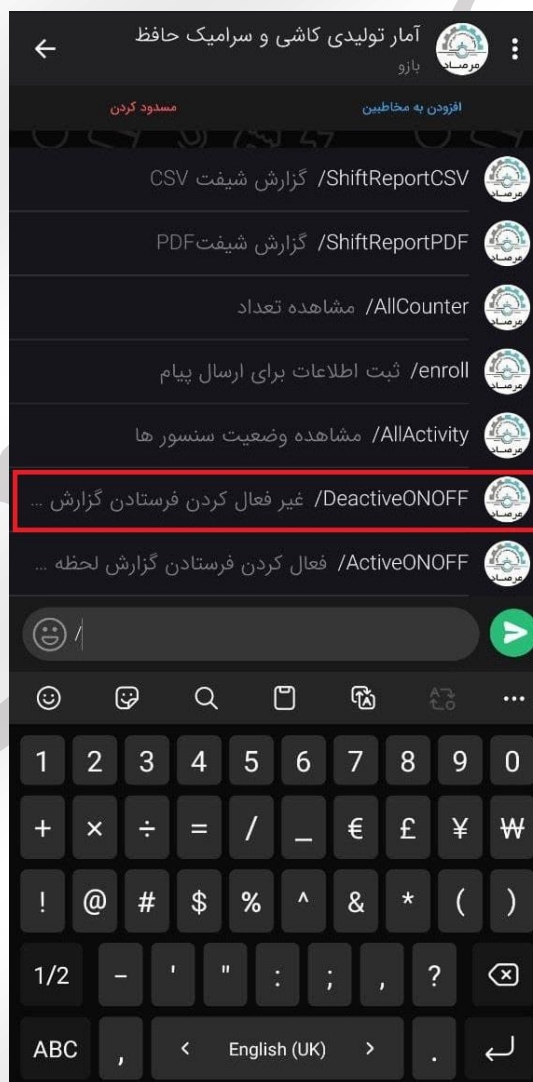 آمار تولیدی کاشی و سرامیک حافظ
بازو
افزودن به مخاطبین
مسدود کردن
/ShiftReportCSV گزارش شیفت CSV
/ShiftReportPDF گزارش شیفتPDF
/AllCounter مشاهده تعداد
/enroll ثبت اطلاعات برای ارسال پیام
/AllActivity مشاهده وضعیت سنسور ها
/DeactiveONOFF غیر فعال کردن فرستادن گزارش ...
/ActiveONOFF فعال کردن فرستادن گزارش لحظه ...
/
1 2 3 4 5 6 7 8 9 0
+ × ÷ = / _ € £ ¥ ₩
! @ # $ % ^ & * ( )
1/2 - ' " : ; , ?
ABC , < English (UK) > .